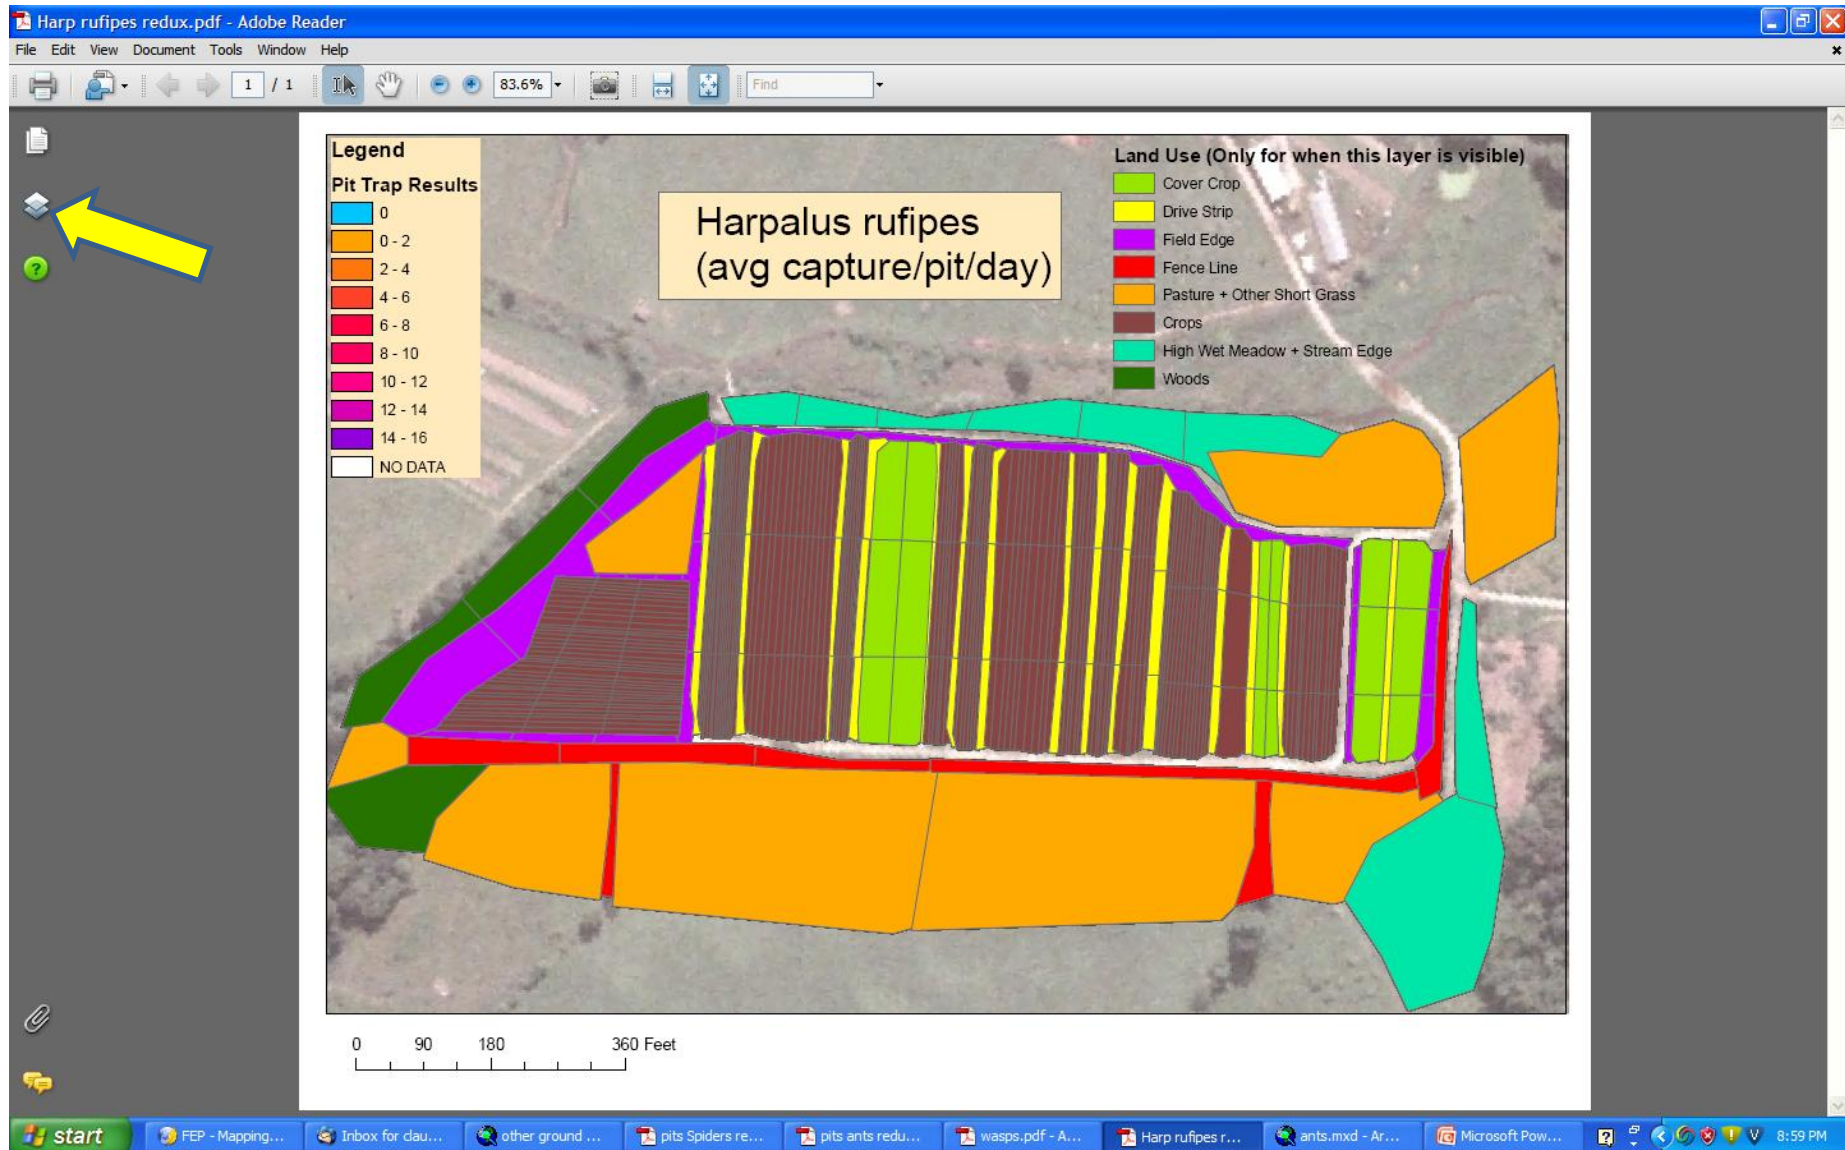 Harp rufipes redux.pdf - Adobe Reader
File Edit View Document Tools Window Help
1 / 1 83.6% Find
Legend
Pit Trap Results
0
0 - 2
2 - 4
4 - 6
6 - 8
8 - 10
10 - 12
12 - 14
14 - 16
NO DATA
Harpalus rufipes
(avg capture/pit/day)
Land Use (Only for when this layer is visible)
Cover Crop
Drive Strip
Field Edge
Fence Line
Pasture + Other Short Grass
Crops
High Wet Meadow + Stream Edge
Woods
0 90 180 360 Feet
start FEP - Mapping... Inbox for clau... other ground ... pits Spiders re... pits ants redu... wasps.pdf - A... Harp rufipes r... ants.mxd - Ar... Microsoft Pow... 8:59 PM